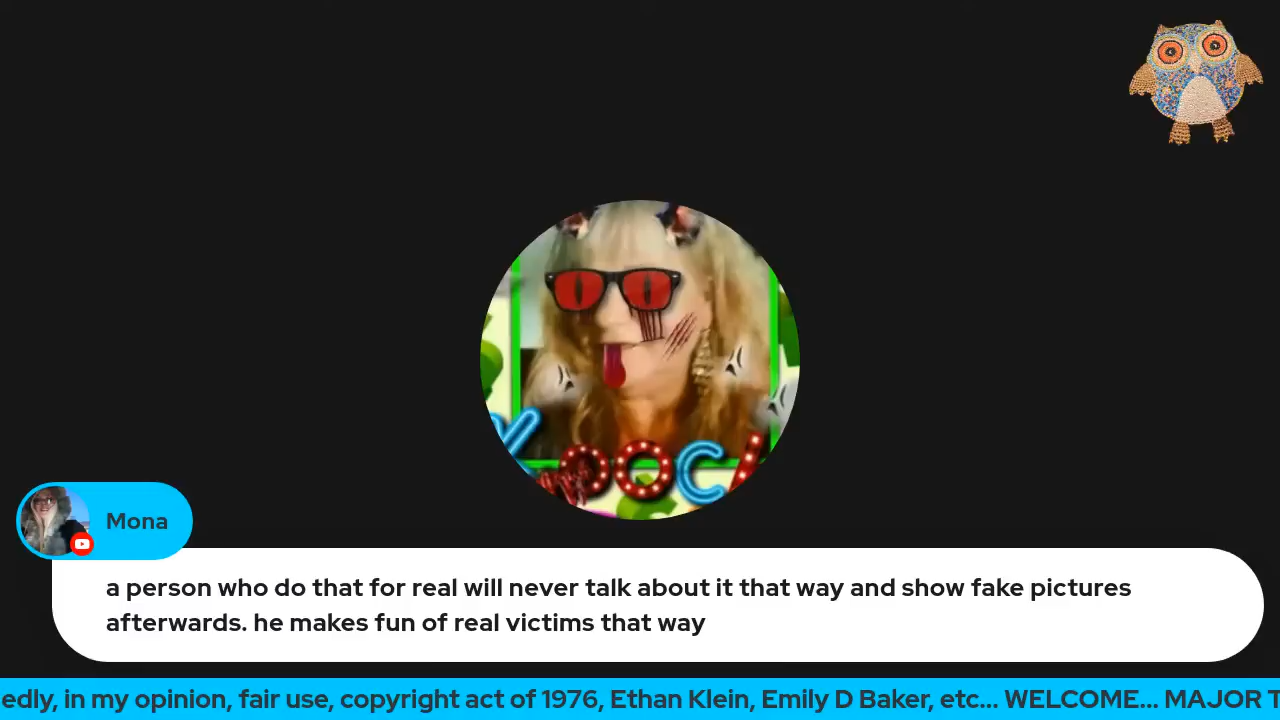 Y OOC
Mona
a person who do that for real will never talk about it that way and show fake pictures
afterwards. he makes fun of real victims that way
edly, in my opinion, fair use, copyright act of 1976, Ethan Klein, Emily D Baker, etc... WELCOME... MAJOR T